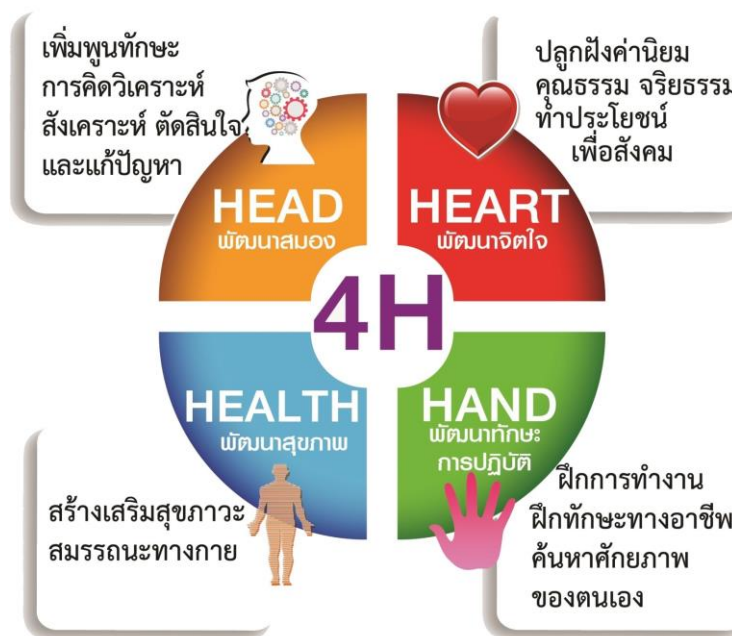 เพิ่มพูนทักษะ
การคิดวิเคราะห์
สังเคราะห์ ตัดสินใจ
และแก้ปัญหา
ปลูกฝังค่านิยม
คุณธรรม จริยธรรม
ทำประโยชน์
เพื่อสังคม
HEAD
พัฒนาสมอง
HEART
พัฒนาจิตใจ
4H
HEALTH
พัฒนาสุขภาพ
HAND
พัฒนาทักษะ
การปฏิบัติ
สร้างเสริมสุขภาวะ
สมรรถนะทางกาย
ฝึกการทำงาน
ฝึกทักษะทางอาชีพ
ค้นหาศักยภาพ
ของตนเอง